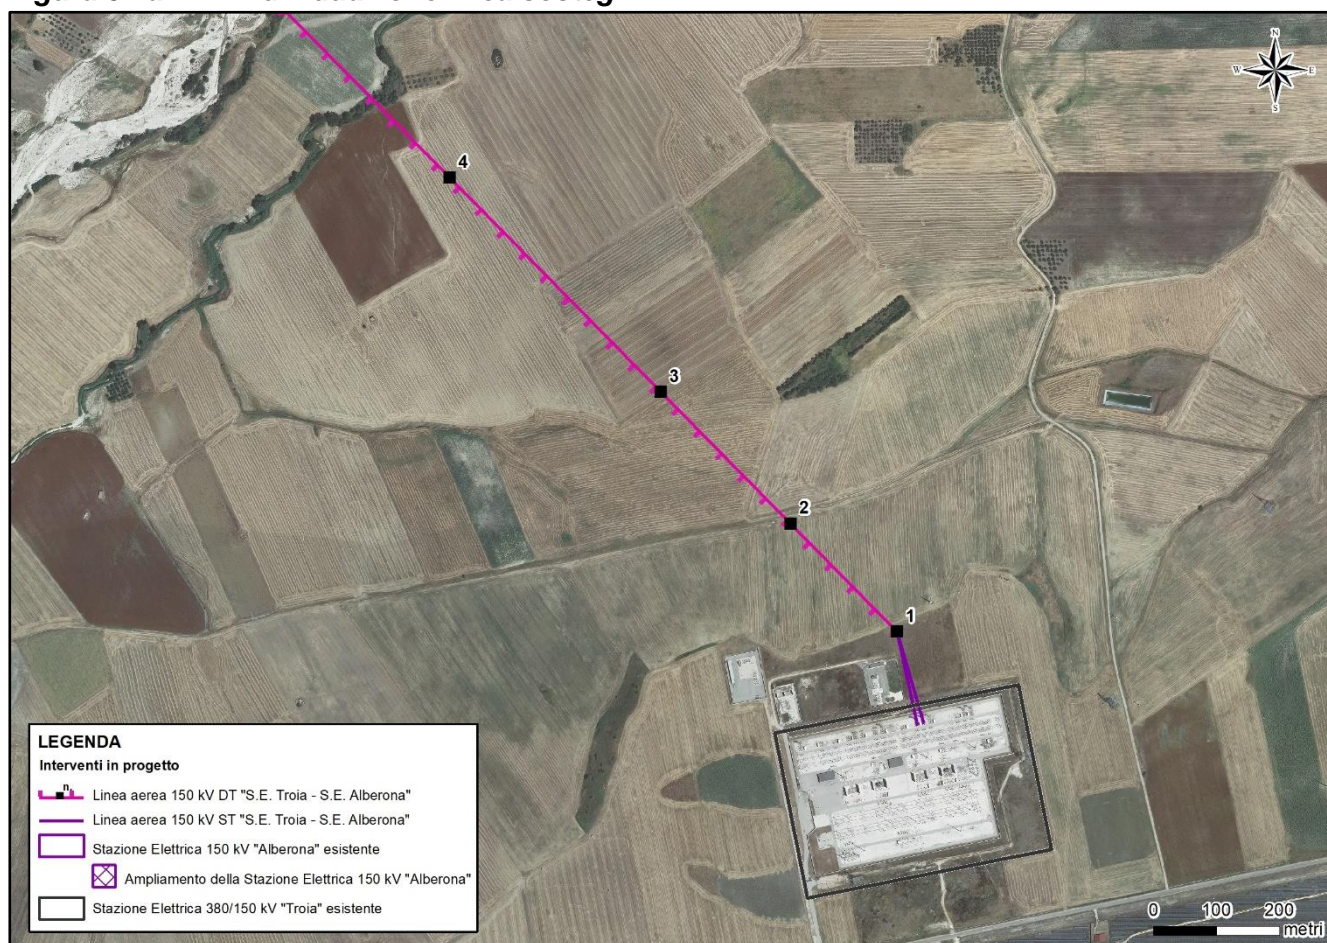 N
W E
S
4
3
2
1
LEGENDA
Interventi in progetto
n
Linea aerea 150 kV DT "S.E. Troia - S.E. Alberona"
Linea aerea 150 kV ST "S.E. Troia - S.E. Alberona"
Stazione Elettrica 150 kV "Alberona" esistente
Ampliamento della Stazione Elettrica 150 kV "Alberona"
Stazione Elettrica 380/150 kV "Troia" esistente
0 100 200
metri